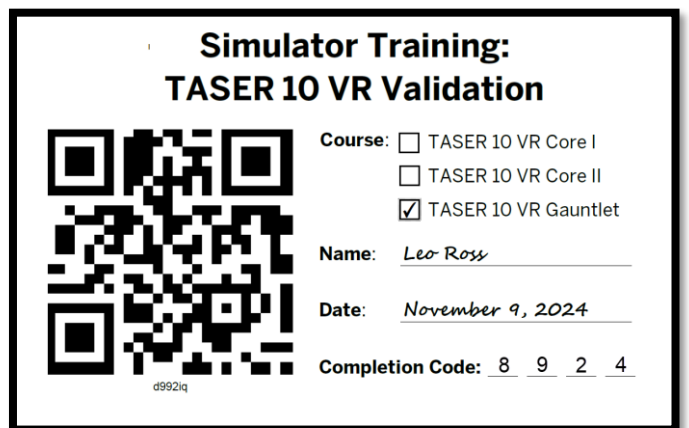 Simulator Training:
TASER 10 VR Validation
Course: TASER 10 VR Core I
TASER 10 VR Core II
TASER 10 VR Gauntlet
Name: Leo Ross
Date: November 9, 2024
Completion Code: 8 9 2 4
d992iq